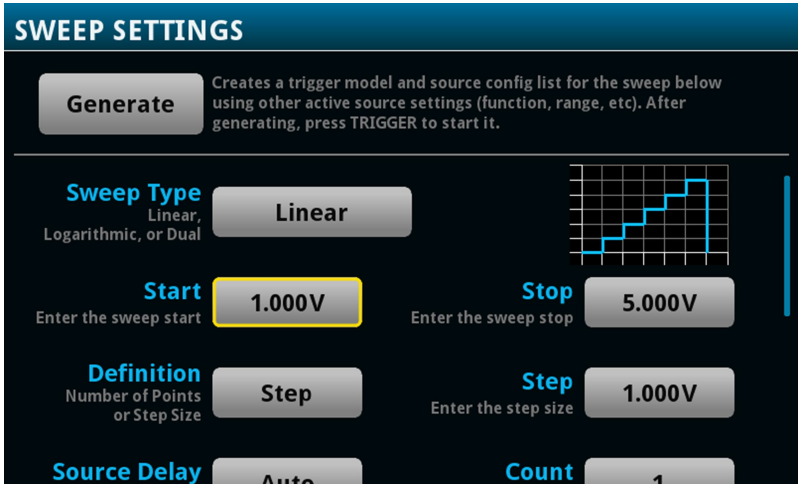 SWEEP SETTINGS
Generate
Creates a trigger model and source config list for the sweep below
using other active source settings (function, range, etc). After
generating, press TRIGGER to start it.
Sweep Type
Linear,
Logarithmic, or Dual
Linear
Start
Enter the sweep start
1.000V
Stop
Enter the sweep stop
5.000V
Definition
Number of Points
or Step Size
Step
Step
Enter the step size
1.000V
Source Delay
Auto
Count
1